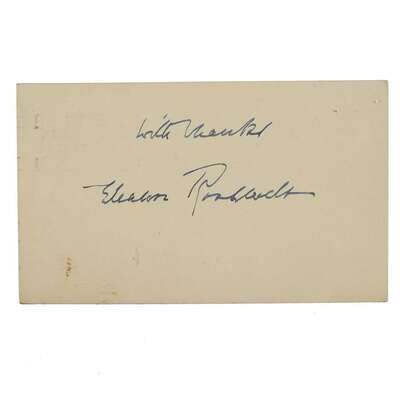 With thanks
Eleanor Roosevelt